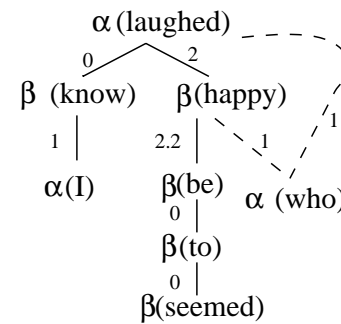 α (laughed)
0 2
β (know) β(happy)
1 2.2 1 1
α(I) β(be) α (who)
0
β(to)
0
β(seemed)